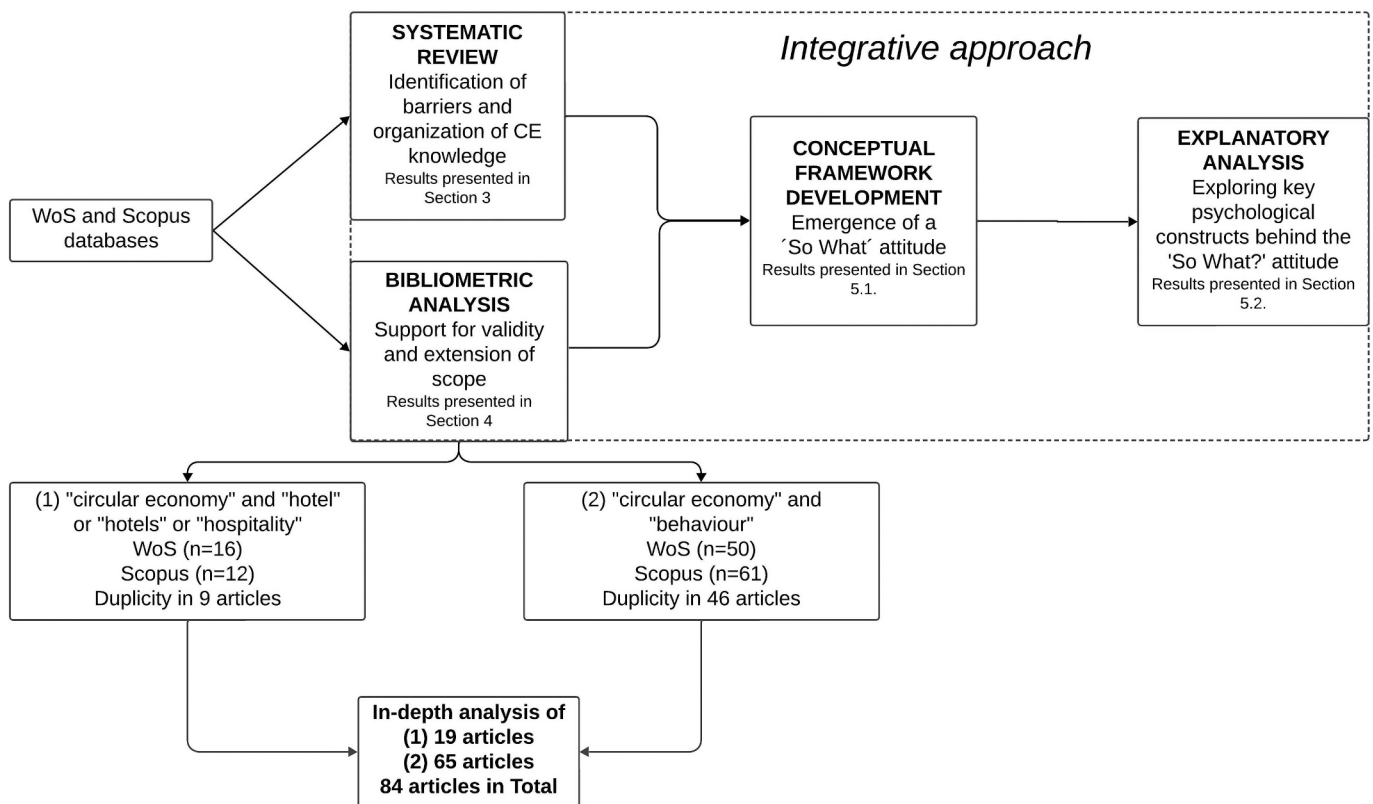 Integrative approach
SYSTEMATIC
REVIEW
Identification of
barriers and
organization of CE
knowledge
Results presented in
Section 3
WoS and Scopus
databases
BIBLIOMETRIC
ANALYSIS
Support for validity
and extension of
scope
Results presented in
Section 4
CONCEPTUAL
FRAMEWORK
DEVELOPMENT
Emergence of a
´So What´ attitude
Results presented in Section
5.1.
EXPLANATORY
ANALYSIS
Exploring key
psychological
constructs behind the
'So What?' attitude
Results presented in Section
5.2.
(1) "circular economy" and "hotel"
or "hotels" or "hospitality"
WoS (n=16)
Scopus (n=12)
Duplicity in 9 articles
(2) "circular economy" and
"behaviour"
WoS (n=50)
Scopus (n=61)
Duplicity in 46 articles
In-depth analysis of
(1) 19 articles
(2) 65 articles
84 articles in Total